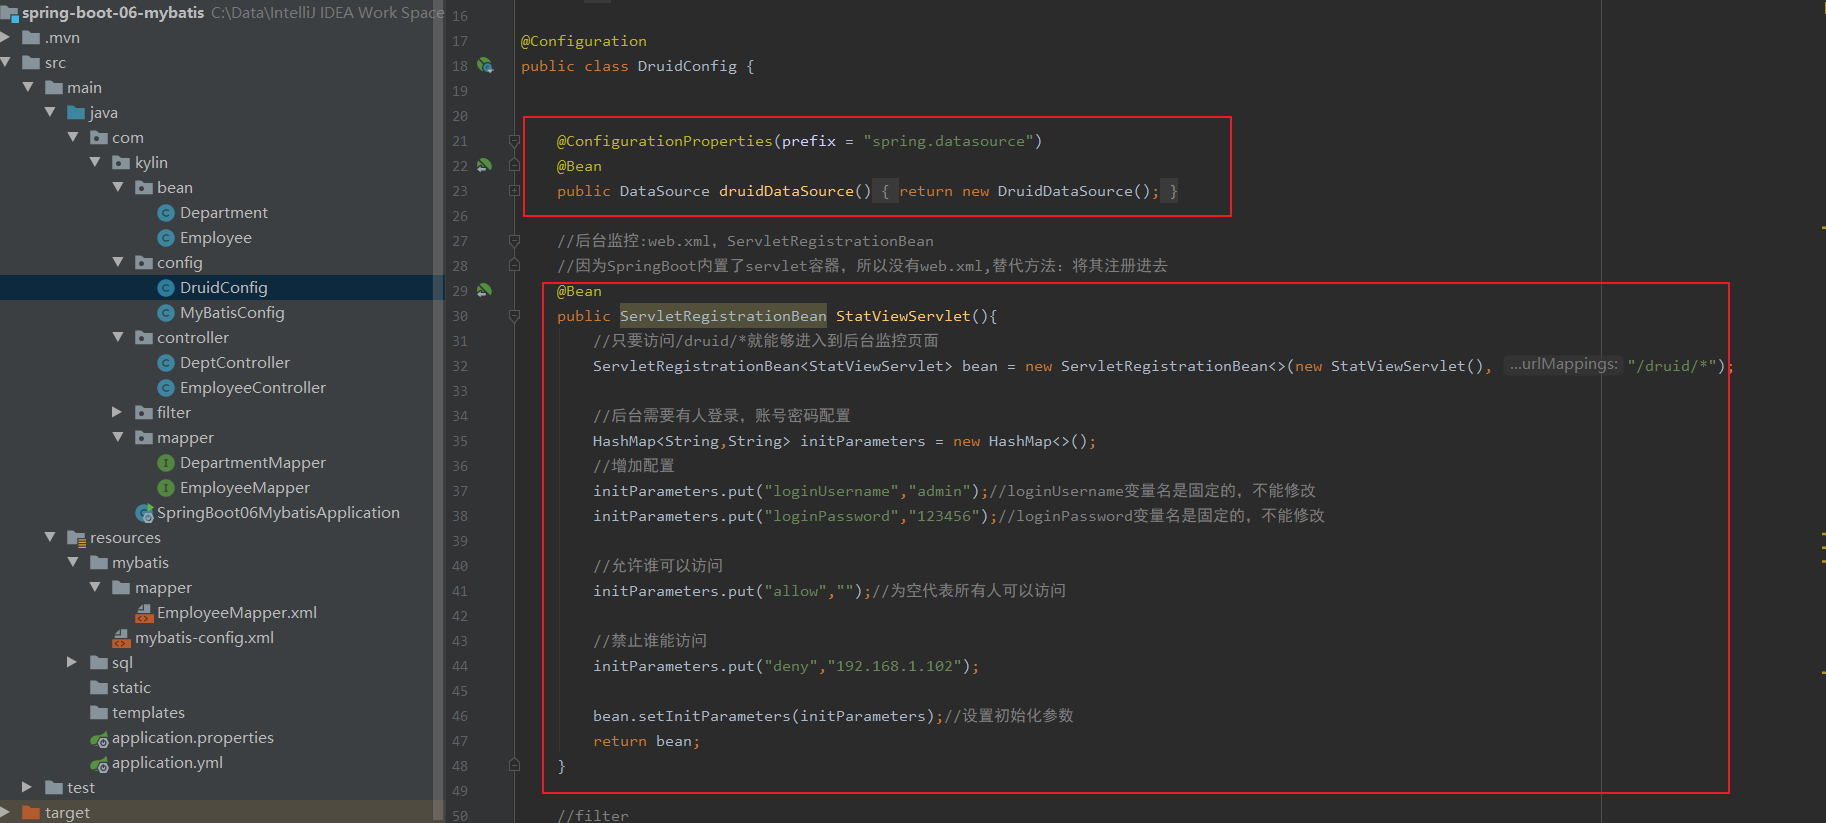 spring-boot-06-mybatis C:\Data\IntelliJ IDEA Work Space
.mvn
src
main
java
com
kylin
bean
Department
Employee
config
DruidConfig
MyBatisConfig
controller
DeptController
EmployeeController
filter
mapper
DepartmentMapper
EmployeeMapper
SpringBoot06MybatisApplication
resources
mybatis
mapper
EmployeeMapper.xml
mybatis-config.xml
sql
static
templates
application.properties
application.yml
test
target
16
17 @Configuration
18 public class DruidConfig {
19
20
21 @ConfigurationProperties(prefix = "spring.datasource")
22 @Bean
23 public DataSource druidDataSource() { return new DruidDataSource(); }
26
27 //后台监控:web.xml, ServletRegistrationBean
28 //因为SpringBoot内置了servlet容器, 所以没有web.xml,替代方法: 将其注册进去
29 @Bean
30 public ServletRegistrationBean StatViewServlet(){
31 //只要访问/druid/*就能够进入到后台监控页面
32 ServletRegistrationBean<StatViewServlet> bean = new ServletRegistrationBean<>(new StatViewServlet(), ...urlMappings: "/druid/*");
33
34 //后台需要有人登录, 账号密码配置
35 HashMap<String,String> initParameters = new HashMap<>();
36 //增加配置
37 initParameters.put("loginUsername","admin");//loginUsername变量名是固定的, 不能修改
38 initParameters.put("loginPassword","123456");//loginPassword变量名是固定的, 不能修改
39
40 //允许谁可以访问
41 initParameters.put("allow","");//为空代表所有人可以访问
42
43 //禁止谁能访问
44 initParameters.put("deny","192.168.1.102");
45
46 bean.setInitParameters(initParameters);//设置初始化参数
47 return bean;
48 }
49
50 //filter